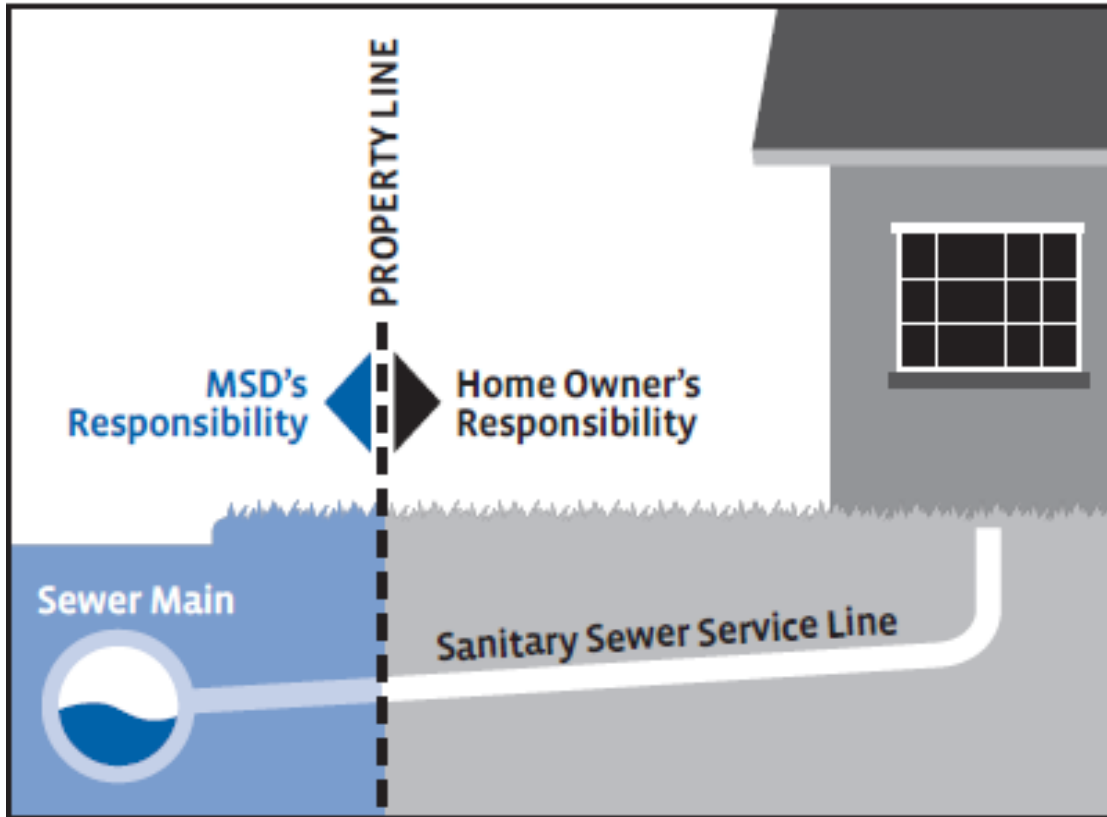 PROPERTY LINE
MSD's
Responsibility
Home Owner's
Responsibility
Sewer Main
Sanitary Sewer Service Line